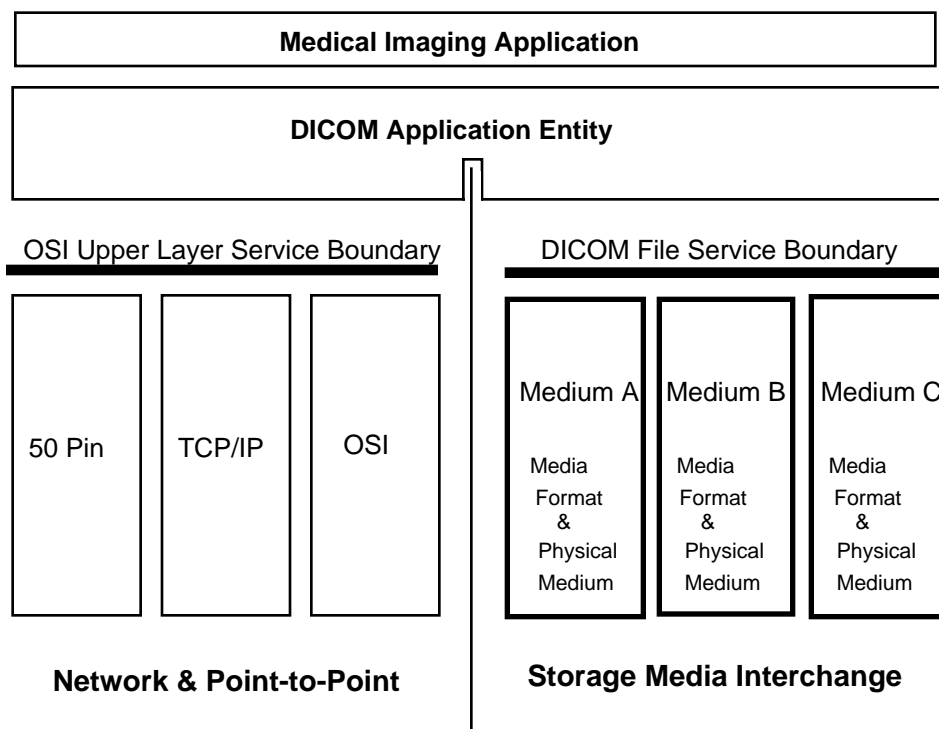 Medical Imaging Application
DICOM Application Entity
OSI Upper Layer Service Boundary
50 Pin
TCP/IP
OSI
Network & Point-to-Point
DICOM File Service Boundary
Medium A
Media
Format
&
Physical
Medium
Medium B
Media
Format
&
Physical
Medium
Medium C
Media
Format
&
Physical
Medium
Storage Media Interchange